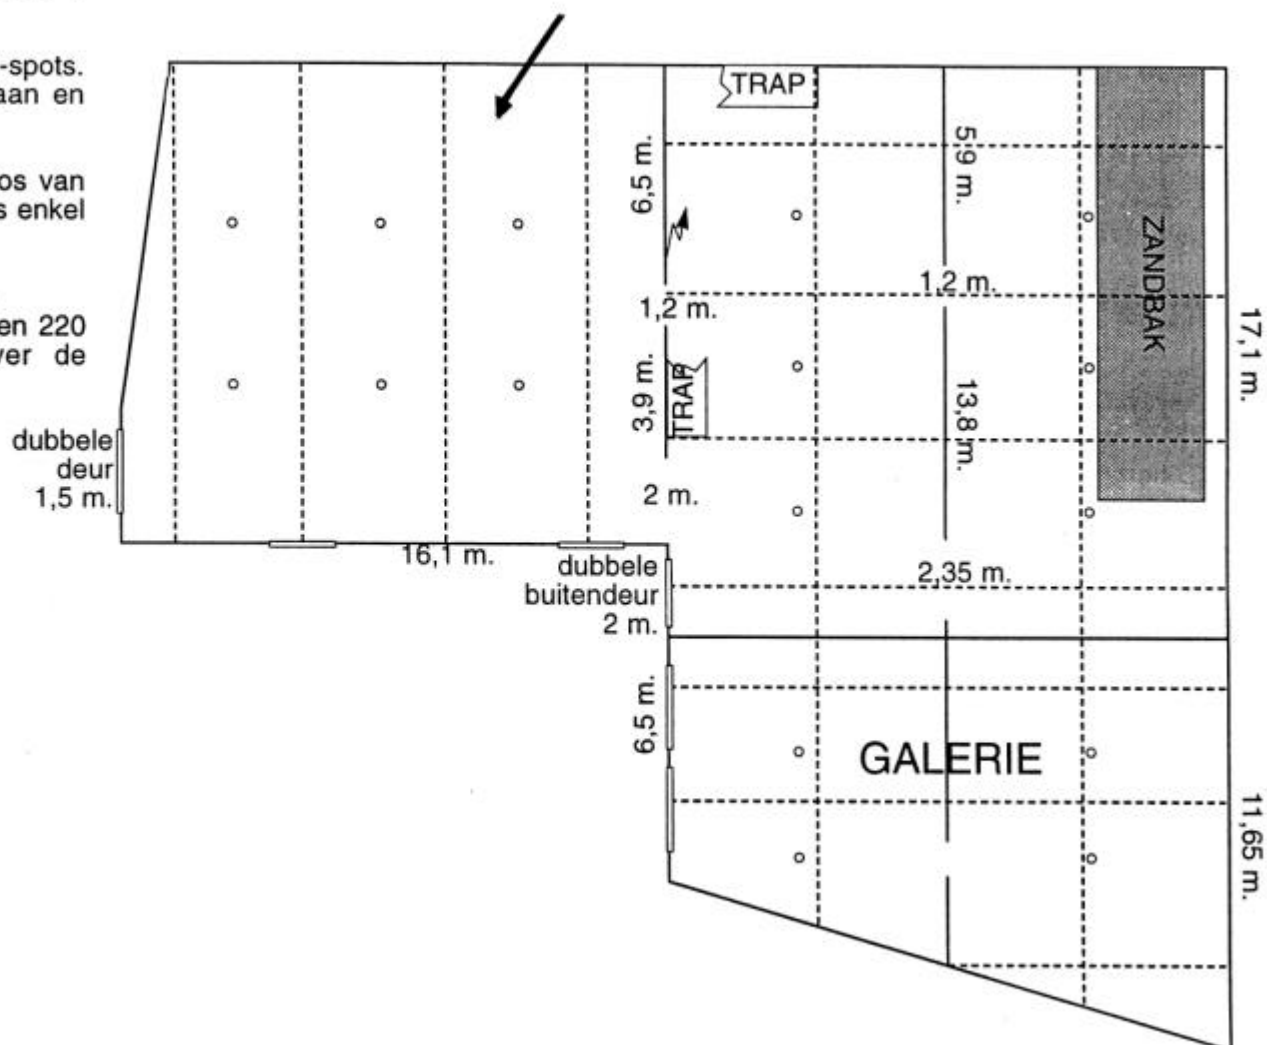 -spots.
aan en
os van
s enkel
en 220
ver de
TRAP
6,5 m.
5,9 m.
ZANDBAK
1,2 m.
1,2 m.
17,1 m.
3,9 m.
TRAP
13,8 m.
dubbele
deur
1,5 m.
2 m.
16,1 m.
dubbele
buitendeur
2 m.
2,35 m.
6,5 m.
GALERIE
11,65 m.